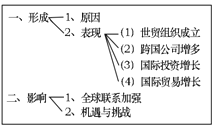 一、形成
1、原因
2、表现
(1) 世贸组织成立
(2) 跨国公司增多
(3) 国际投资增长
(4) 国际贸易增长
二、影响
1、全球联系加强
2、机遇与挑战